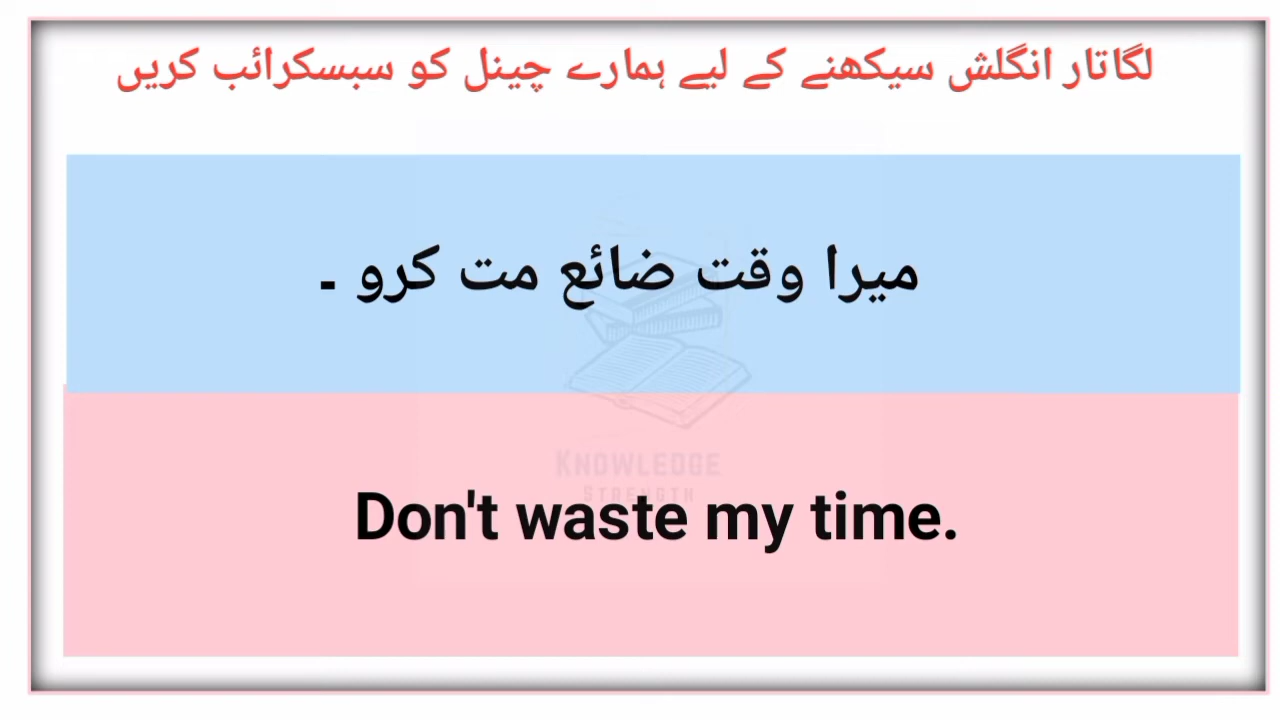 لگاتار انگلش سیکھنے کے لیے ہمارے چینل کو سبسکرائب کریں
میرا وقت ضائع مت کرو ۔
KNOWLEDGE
STRENGTH
Don't waste my time.